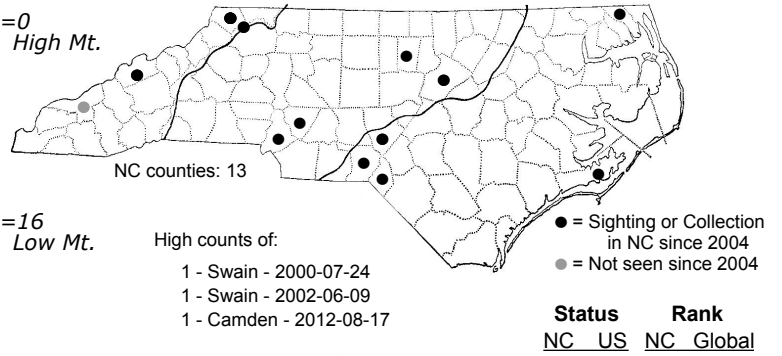 =0
High Mt.
NC counties: 13
=16
Low Mt.
High counts of:
1 - Swain - 2000-07-24
1 - Swain - 2002-06-09
1 - Camden - 2012-08-17
= Sighting or Collection
in NC since 2004
= Not seen since 2004
Status Rank
NC US NC Global